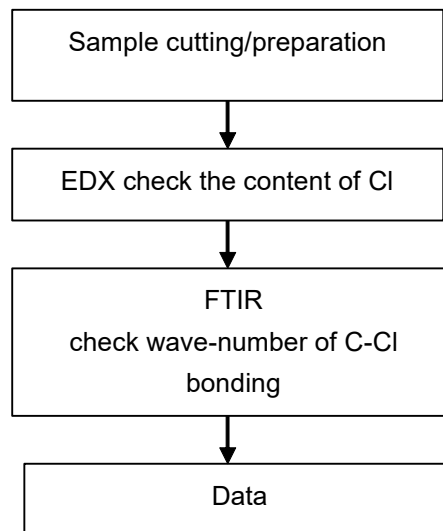 Sample cutting/preparation
EDX check the content of Cl
FTIR
check wave-number of C-Cl
bonding
Data